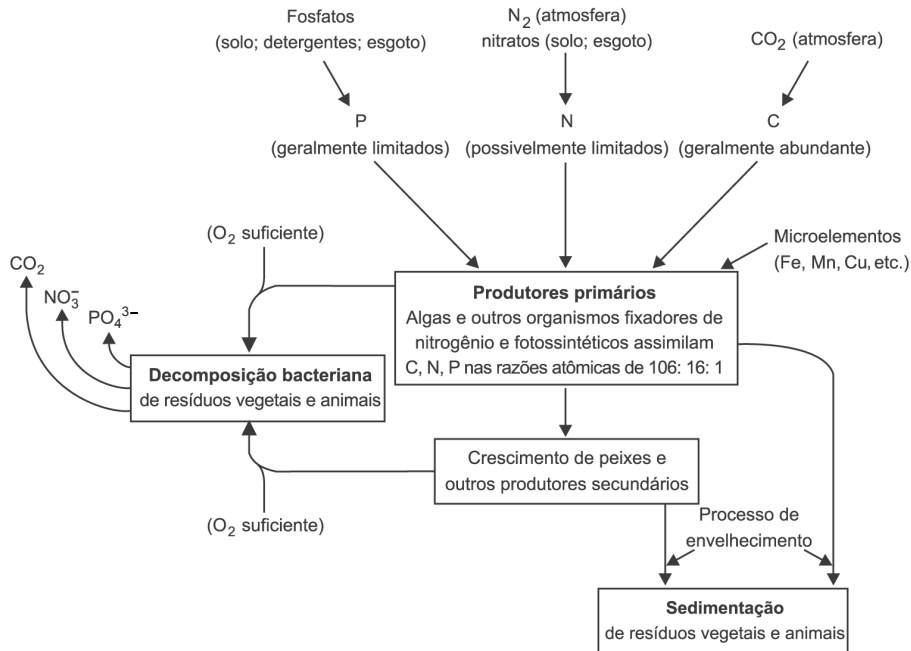 Fosfatos
(solo; detergentes; esgoto)
N₂ (atmosfera)
nitratos (solo; esgoto)
CO₂ (atmosfera)
P
(geralmente limitados)
N
(possivelmente limitados)
C
(geralmente abundante)
(O₂ suficiente)
Microelementos
(Fe, Mn, Cu, etc.)
CO₂
NO₃⁻
PO₄³⁻
Produtores primários
Algas e outros organismos fixadores de
nitrogênio e fotossintéticos assimilam
C, N, P nas razões atômicas de 106: 16: 1
Decomposição bacteriana
de resíduos vegetais e animais
Crescimento de peixes e
outros produtores secundários
(O₂ suficiente)
Processo de
envelhecimento
Sedimentação
de resíduos vegetais e animais